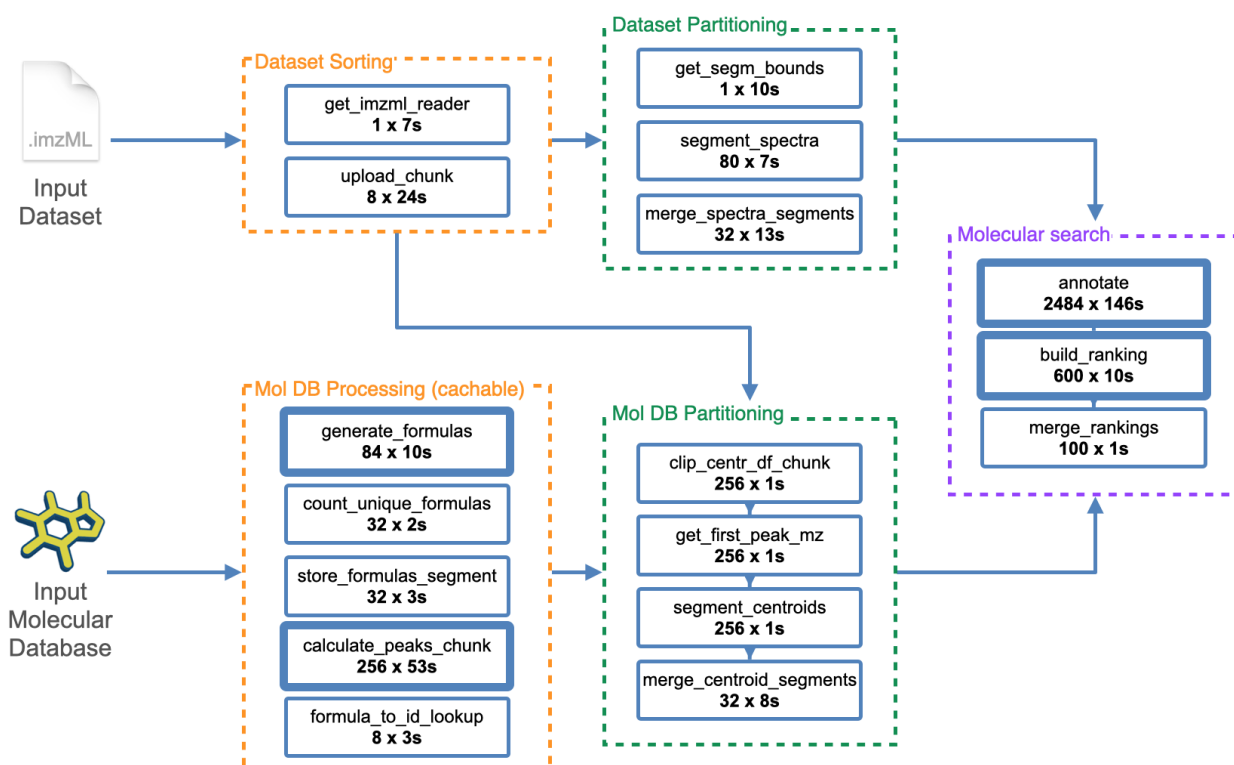 .imzML
Input
Dataset
Dataset Sorting
get_imzml_reader
1 x 7s
upload_chunk
8 x 24s
Dataset Partitioning
get_segm_bounds
1 x 10s
segment_spectra
80 x 7s
merge_spectra_segments
32 x 13s
Molecular search
annotate
2484 x 146s
build_ranking
600 x 10s
merge_rankings
100 x 1s
Input
Molecular
Database
Mol DB Processing (cachable)
generate_formulas
84 x 10s
count_unique_formulas
32 x 2s
store_formulas_segment
32 x 3s
calculate_peaks_chunk
256 x 53s
formula_to_id_lookup
8 x 3s
Mol DB Partitioning
clip_centr_df_chunk
256 x 1s
get_first_peak_mz
256 x 1s
segment_centroids
256 x 1s
merge_centroid_segments
32 x 8s